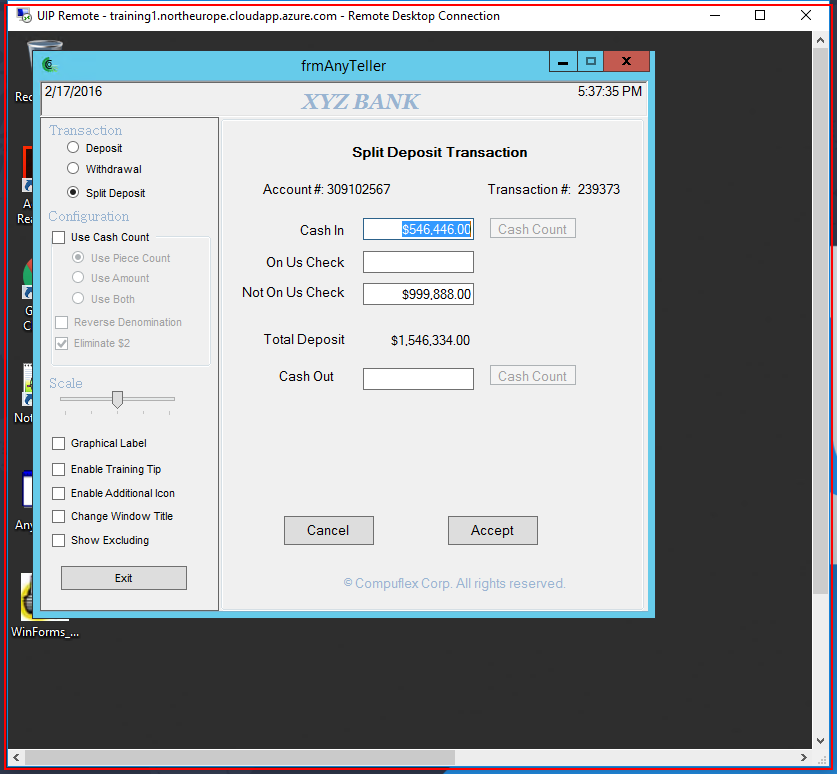 UIP Remote - training1.northeurope.cloudapp.azure.com - Remote Desktop Connection
frmAnyTeller
2/17/2016
XYZ BANK
5:37:35 PM
Transaction
Deposit
Withdrawal
Split Deposit
Configuration
Use Cash Count
Use Piece Count
Use Amount
Use Both
Reverse Denomination
Eliminate $2
Scale
Graphical Label
Enable Training Tip
Enable Additional Icon
Change Window Title
Show Excluding
Exit
Split Deposit Transaction
Account #: 309102567 Transaction #: 239373
Cash In $546,446.00 Cash Count
On Us Check
Not On Us Check $999,888.00
Total Deposit $1,546,334.00
Cash Out Cash Count
Cancel Accept
© Compuflex Corp. All rights reserved.
WinForms_...